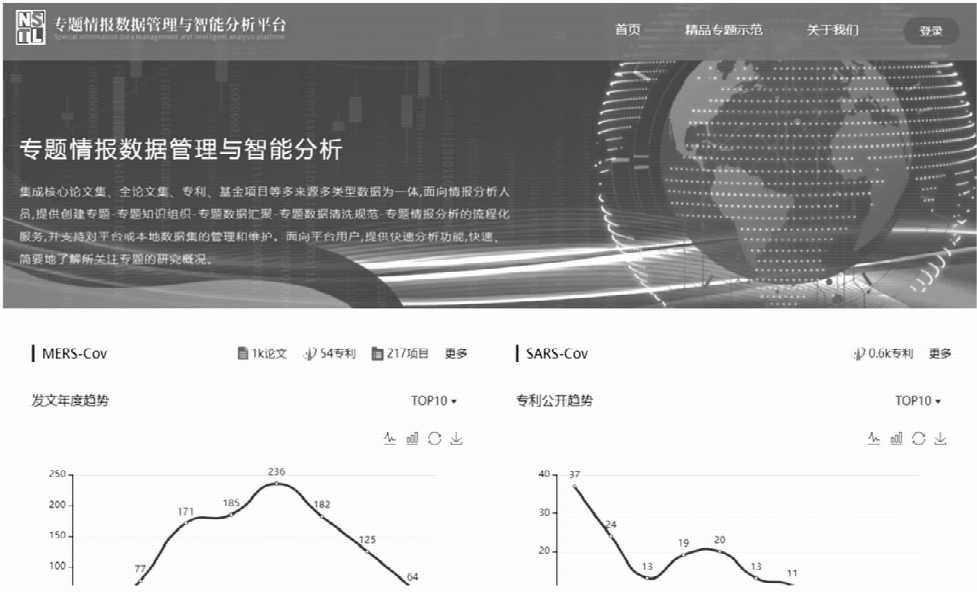 NSTL
专题情报数据管理与智能分析平台
Special information data management and intelligent analysis platform
首页 精品专题示范 关于我们 登录
专题情报数据管理与智能分析
集成核心论文集、全论文集、专利、基金项目等多来源多类型数据为一体,面向情报分析人
员,提供创建专题-专题知识组织-专题数据汇聚-专题数据清洗规范-专题情报分析的流程化
服务,并支持对平台或本地数据集的管理和维护。面向平台用户,提供快速分析功能,快速、
简要地了解所关注专题的研究概况。
MERS-Cov 1k论文 54专利 217项目 更多
SARS-Cov 0.6k专利 更多
发文年度趋势 TOP10
专利公开趋势 TOP10
250
200
150
100
77
171
185
236
182
125
64
40
30
20
37
24
13
19
20
13
11